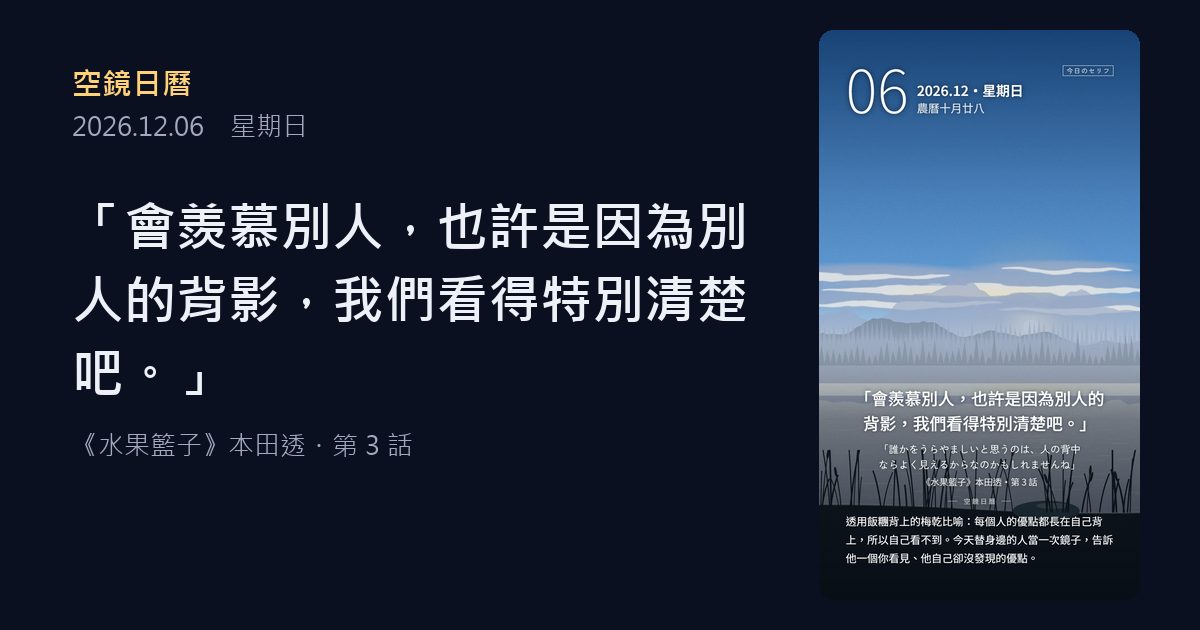 空鏡日曆
2026.12.06 星期日
「會羨慕別人，也許是因為別
人的背影，我們看得特別清楚
吧。」
《水果籃子》本田透・第 3 話
06
2026.12・星期日
農曆十月廿八
今日のセリフ
「會羨慕別人，也許是因為別人的
背影，我們看得特別清楚吧。」
「誰かをうらやましいと思うのは、人の背中
ならよく見えるからなのかもしれませんね」
《水果籃子》本田透・第 3 話
空鏡日曆
透用飯糰背上的梅乾比喻：每個人的優點都長在自己背
上，所以自己看不到。今天替身邊的人當一次鏡子，告訴
他一個你看見、他自己卻沒發現的優點。